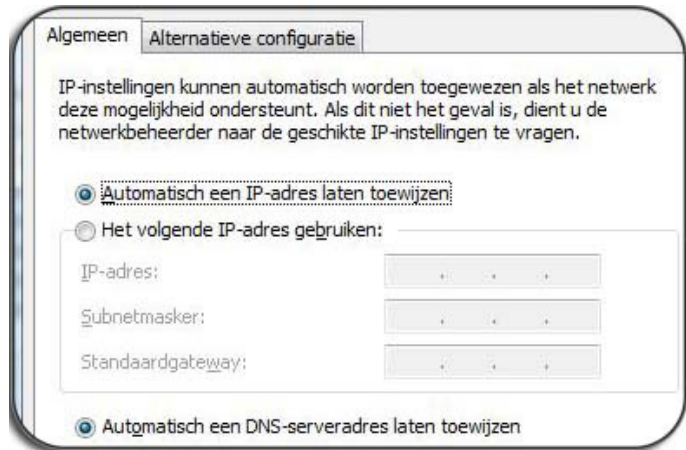 Algemeen
Alternatieve configuratie
IP-instellingen kunnen automatisch worden toegewezen als het netwerk
deze mogelijkheid ondersteunt. Als dit niet het geval is, dient u de
netwerkbeheerder naar de geschikte IP-instellingen te vragen.
Automatisch een IP-adres laten toewijzen
Het volgende IP-adres gebruiken:
IP-adres:
Subnetmasker:
Standaardgateway:
Automatisch een DNS-serveradres laten toewijzen